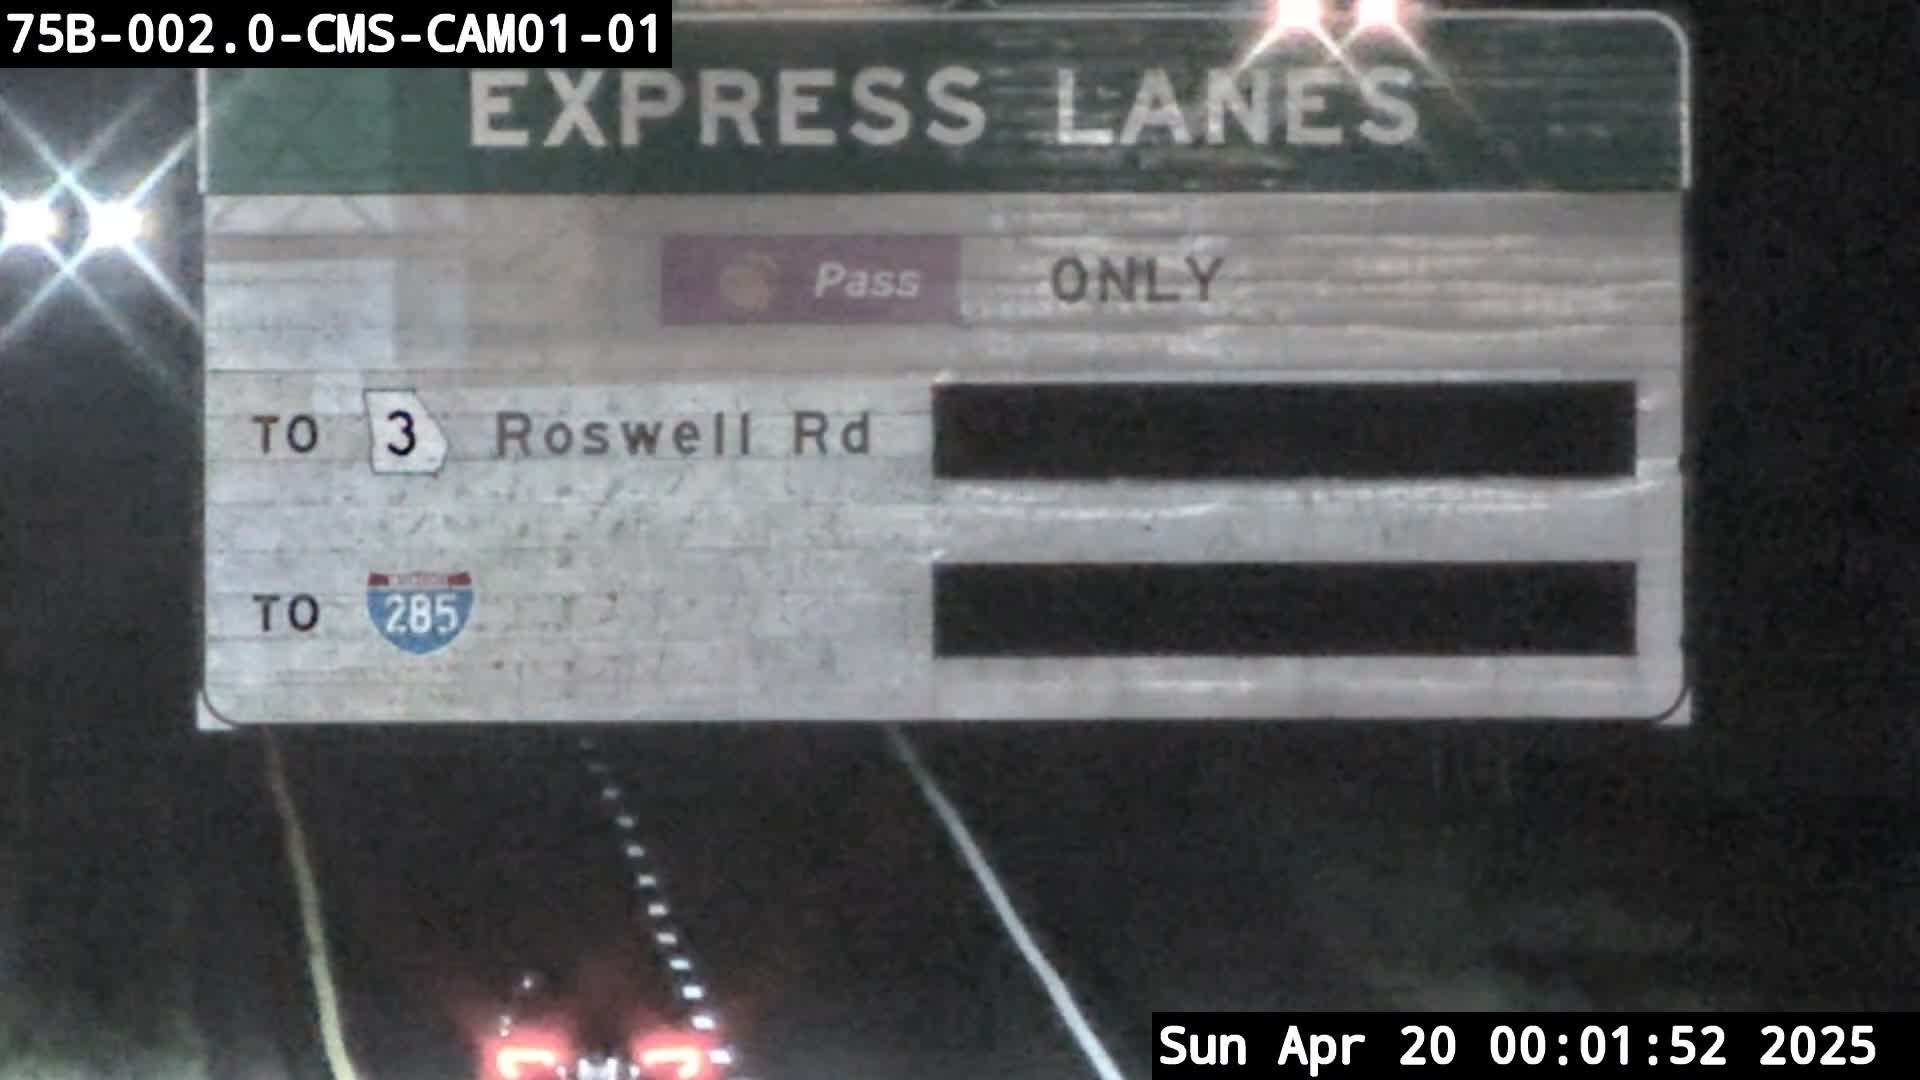 75B-002.0-CMS-CAM01-01
EXPRESS LANES
Pass ONLY
TO 3 Roswell Rd
TO 285
Sun Apr 20 00:01:52 2025